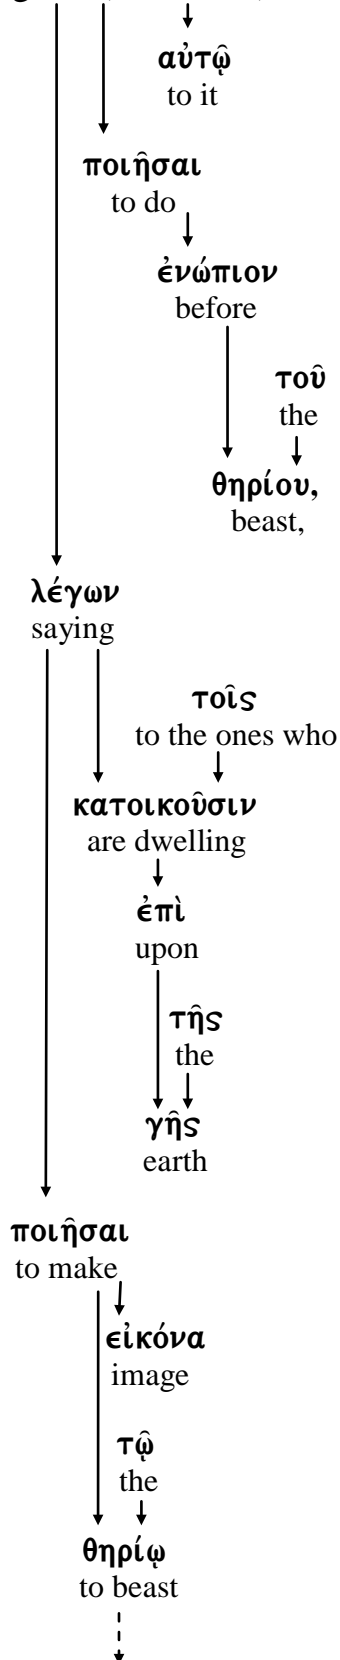 αὐτῷ
to it
ποιῆσαι
to do
ἐνώπιον
before
τοῦ
the
θηρίου,
beast,
λέγων
saying
τοῖς
to the ones who
κατοικοῦσιν
are dwelling
ἐπὶ
upon
τῆς
the
γῆς
earth
ποιῆσαι
to make
εἰκόνα
image
τῷ
the
θηρίῳ
to beast